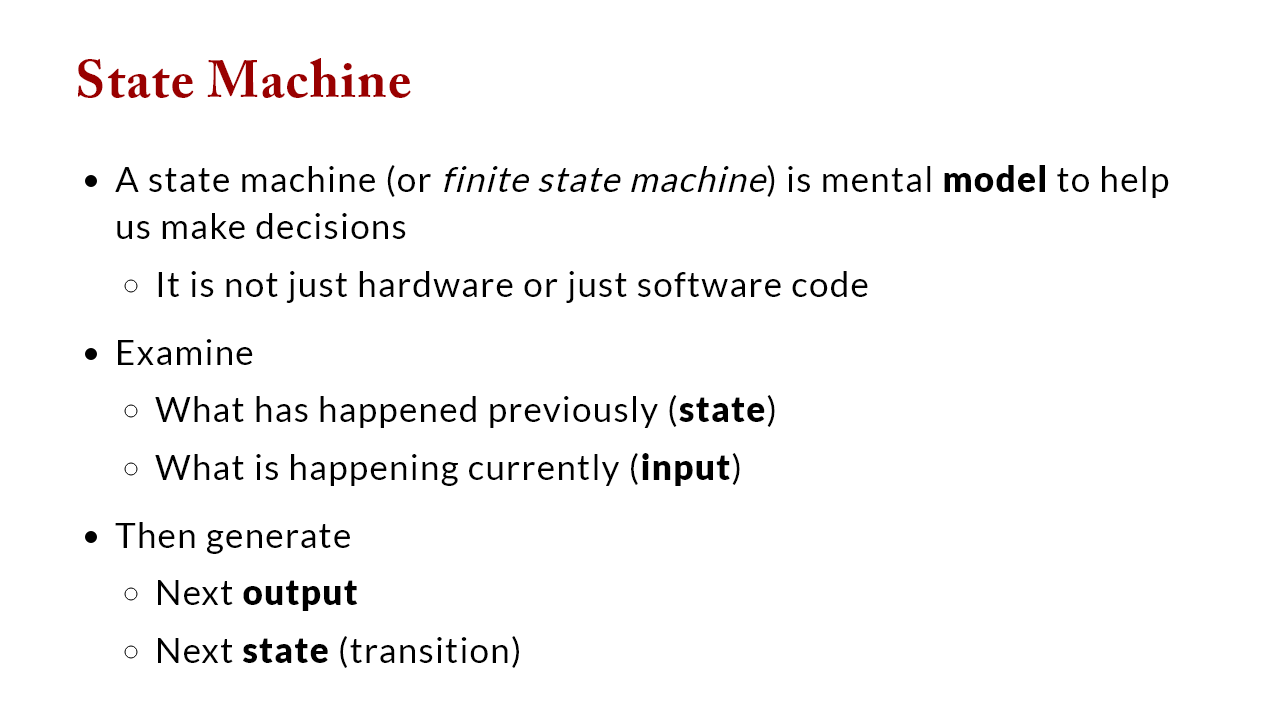 State Machine
• A state machine (or finite state machine) is mental model to help
us make decisions
◦ It is not just hardware or just software code
• Examine
◦ What has happened previously (state)
◦ What is happening currently (input)
• Then generate
◦ Next output
◦ Next state (transition)